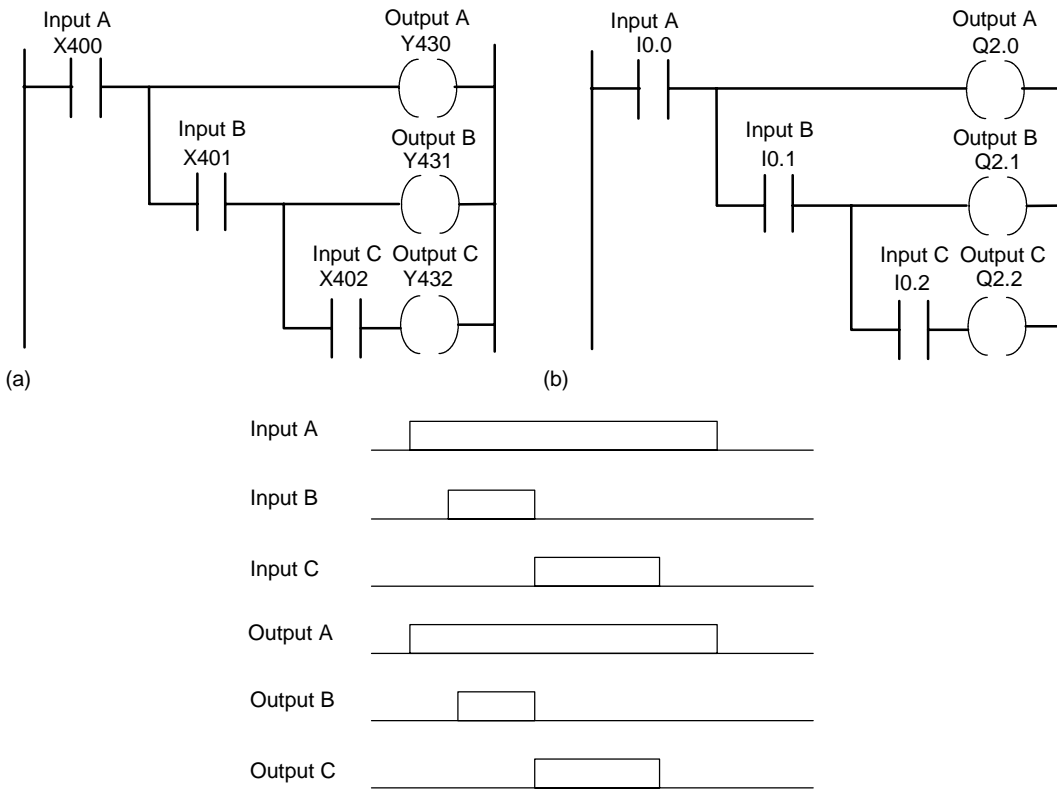 Input A
X400
Output A
Y430
Input B
X401
Output B
Y431
Input C
X402
Output C
Y432
(a)
Input A
I0.0
Output A
Q2.0
Input B
I0.1
Output B
Q2.1
Input C
I0.2
Output C
Q2.2
(b)
Input A
Input B
Input C
Output A
Output B
Output C